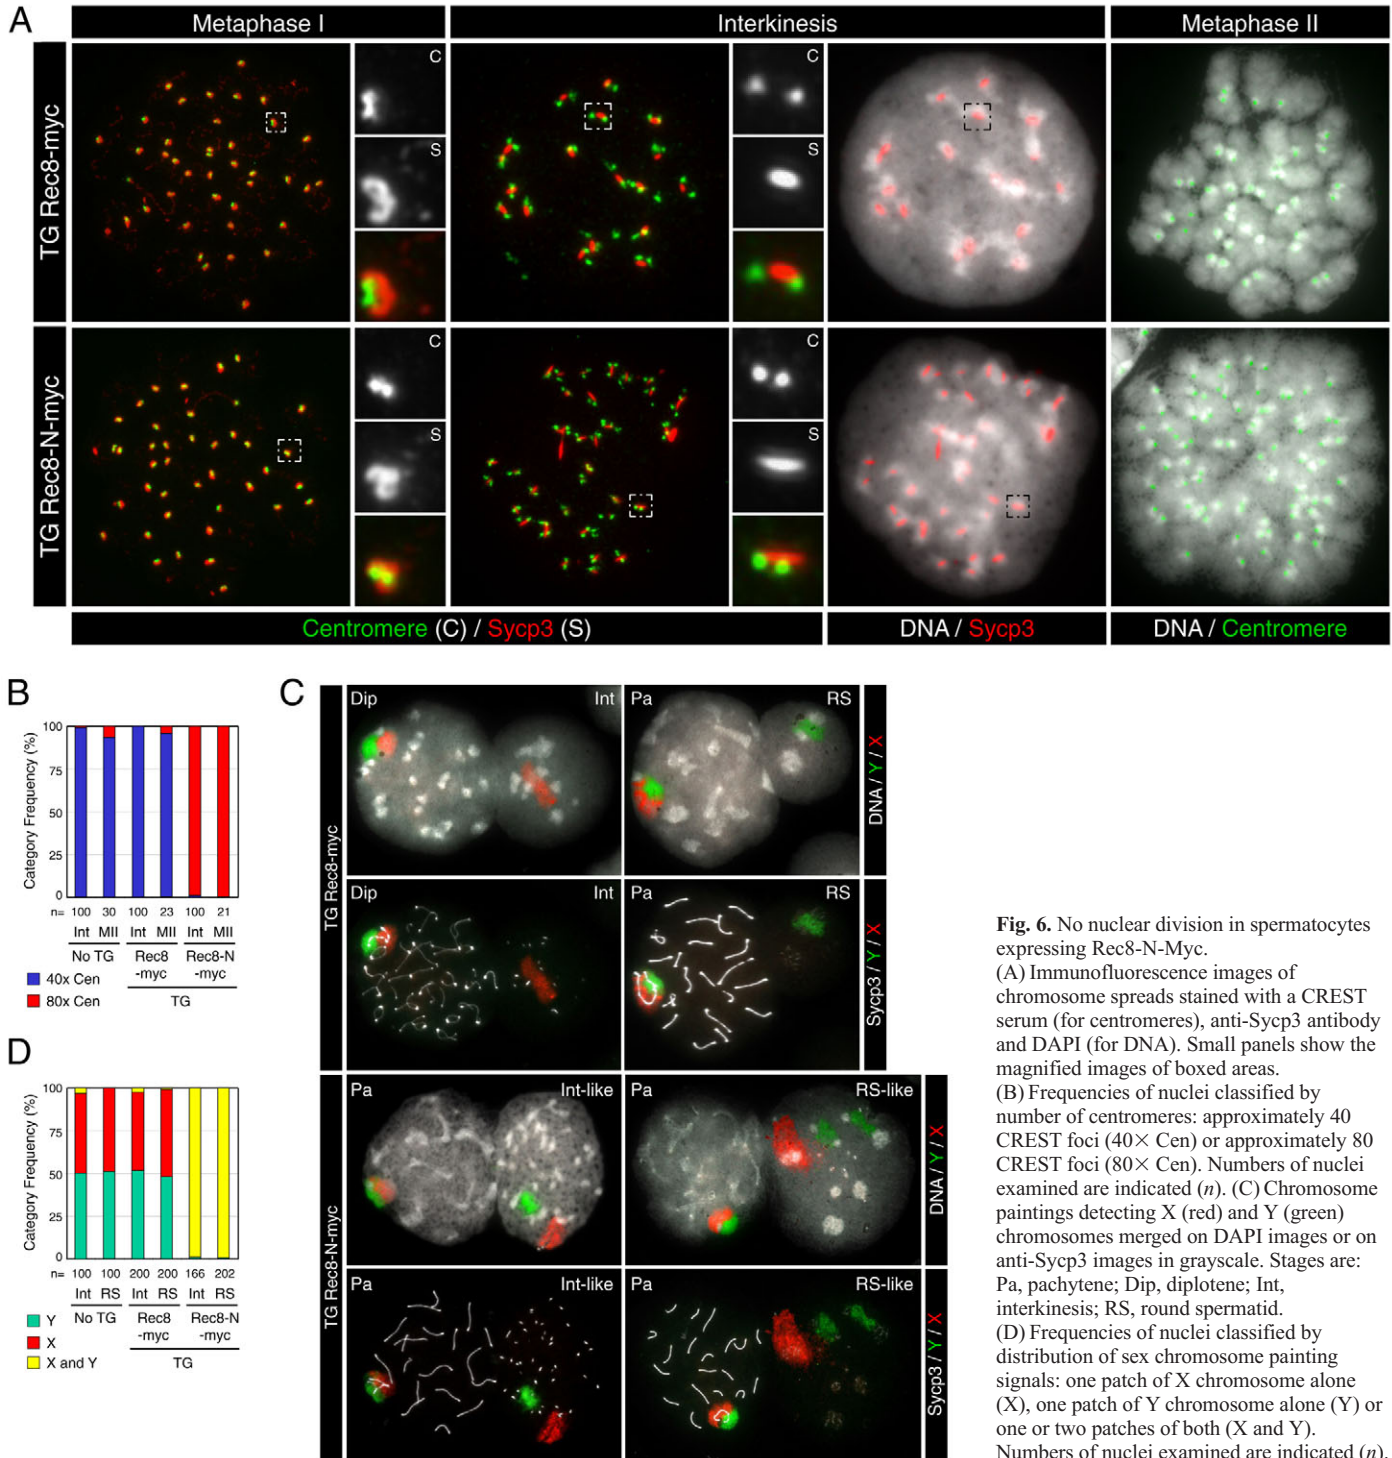 A
Metaphase I
Interkinesis
Metaphase II
TG Rec8-myc
C
S
C
S
TG Rec8-N-myc
C
S
C
S
Centromere (C) / Sycp3 (S)
DNA / Sycp3
DNA / Centromere
B
Category Frequency (%)
100
75
50
25
0
n= 100 30 100 23 100 21
Int MII Int MII Int MII
No TG Rec8 -myc Rec8-N -myc
TG
40x Cen
80x Cen
C
TG Rec8-myc
Dip Int
Pa RS
DNA / Y / X
Dip Int
Pa RS
Sycp3 / Y / X
TG Rec8-N-myc
Pa Int-like
Pa RS-like
DNA / Y / X
Pa Int-like
Pa RS-like
Sycp3 / Y / X
D
Category Frequency (%)
100
75
50
25
0
n= 100 100 200 200 166 202
Int RS Int RS Int RS
No TG Rec8 -myc Rec8-N -myc
TG
Y
X
X and Y
Fig. 6. No nuclear division in spermatocytes
expressing Rec8-N-Myc.
(A) Immunofluorescence images of
chromosome spreads stained with a CREST
serum (for centromeres), anti-Sycp3 antibody
and DAPI (for DNA). Small panels show the
magnified images of boxed areas.
(B) Frequencies of nuclei classified by
number of centromeres: approximately 40
CREST foci (40× Cen) or approximately 80
CREST foci (80× Cen). Numbers of nuclei
examined are indicated (n). (C) Chromosome
paintings detecting X (red) and Y (green)
chromosomes merged on DAPI images or on
anti-Sycp3 images in grayscale. Stages are:
Pa, pachytene; Dip, diplotene; Int,
interkinesis; RS, round spermatid.
(D) Frequencies of nuclei classified by
distribution of sex chromosome painting
signals: one patch of X chromosome alone
(X), one patch of Y chromosome alone (Y) or
one or two patches of both (X and Y).
Numbers of nuclei examined are indicated (n).